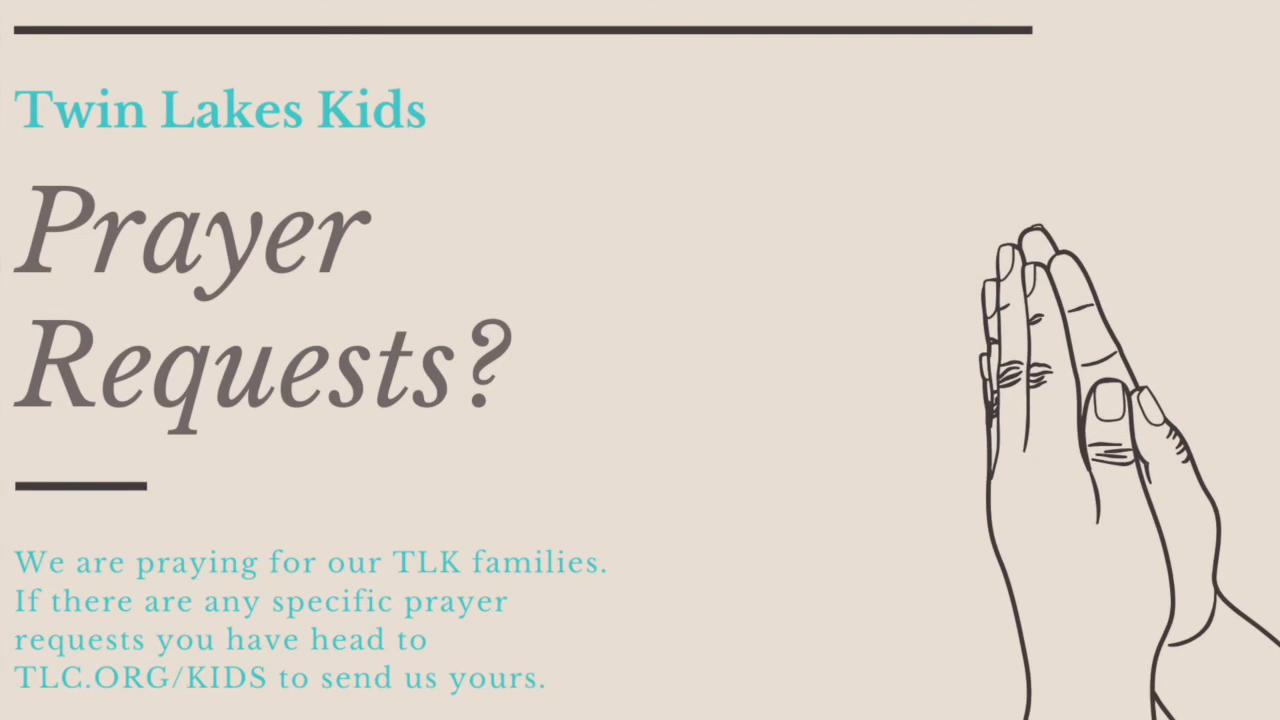 Twin Lakes Kids
Prayer
Requests?
We are praying for our TLK families.
If there are any specific prayer
requests you have head to
TLC.ORG/KIDS to send us yours.